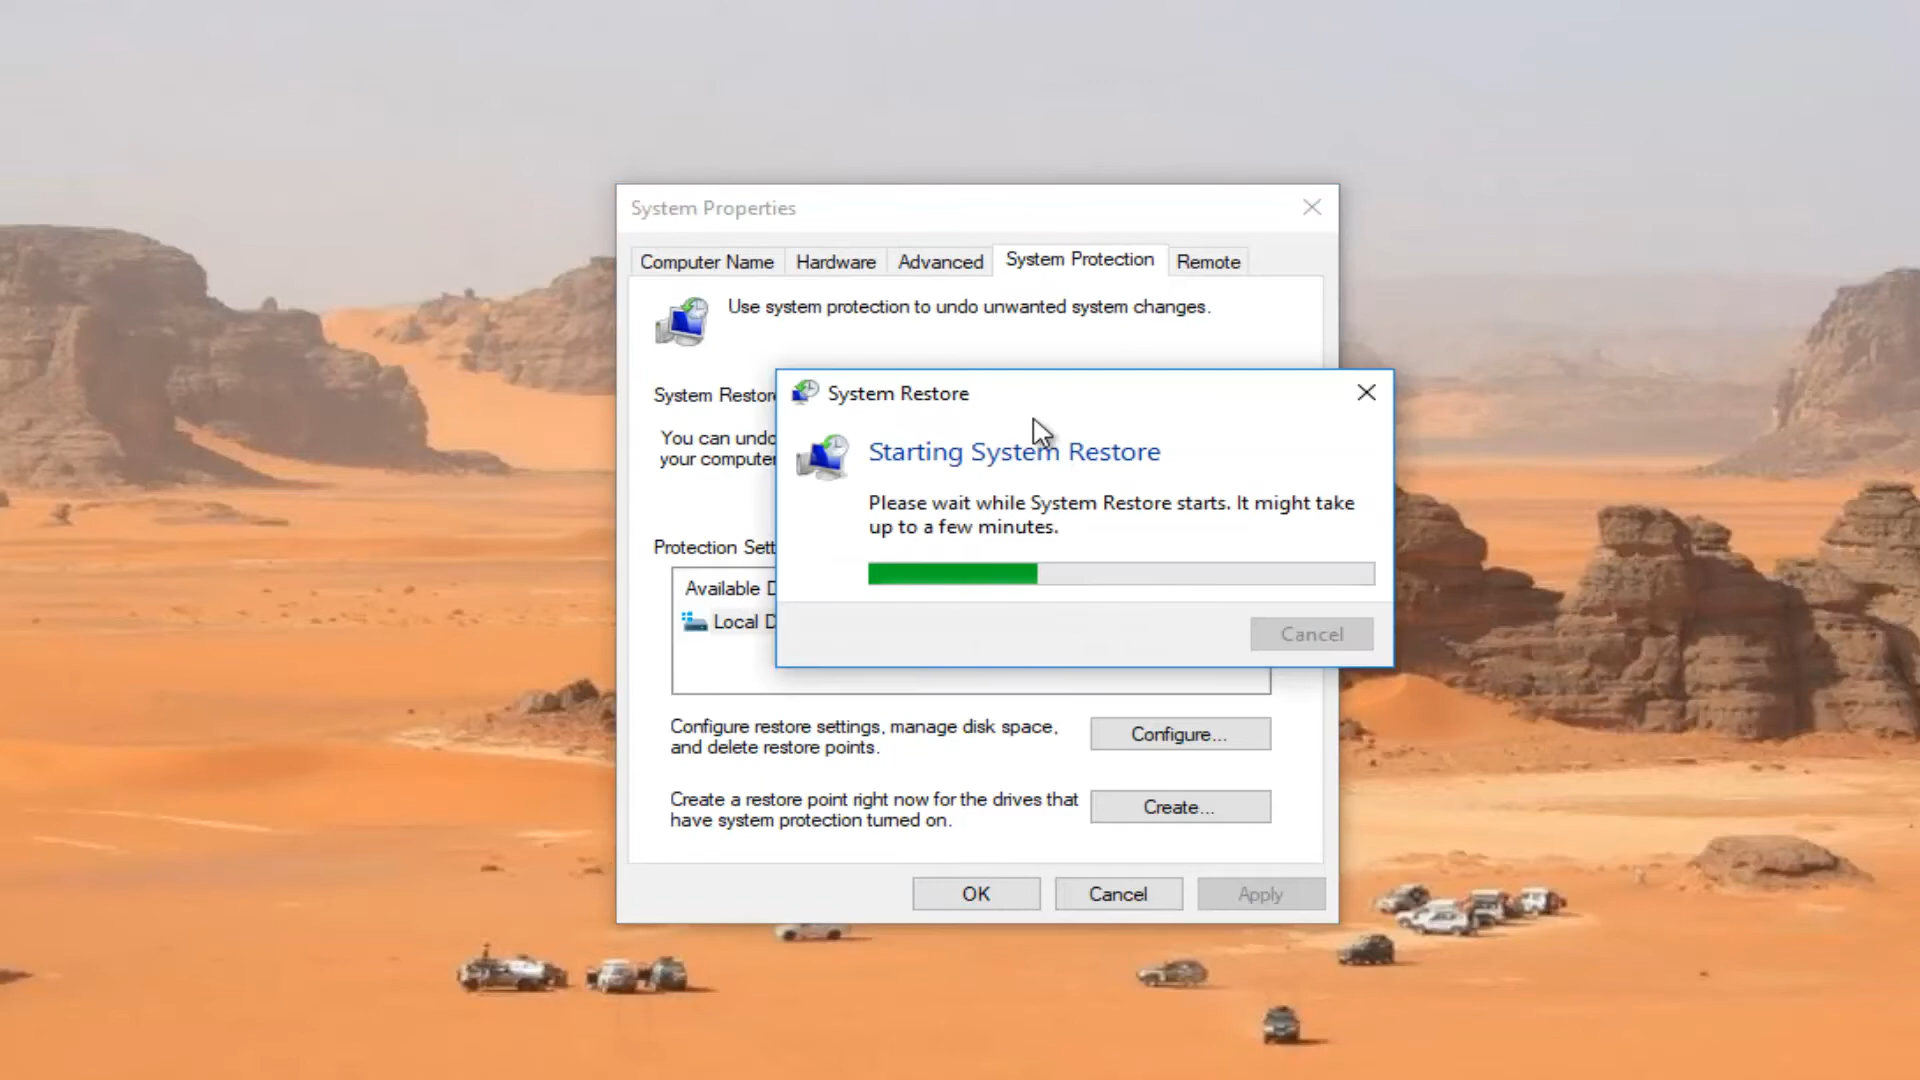 System Properties
Computer Name
Hardware
Advanced
System Protection
Remote
Use system protection to undo unwanted system changes.
System Restore
You can undo
your computer
System Restore
Starting System Restore
Please wait while System Restore starts. It might take
up to a few minutes.
Cancel
Protection Sett
Available D
Local D
Configure restore settings, manage disk space,
and delete restore points.
Configure...
Create a restore point right now for the drives that
have system protection turned on.
Create...
OK
Cancel
Apply